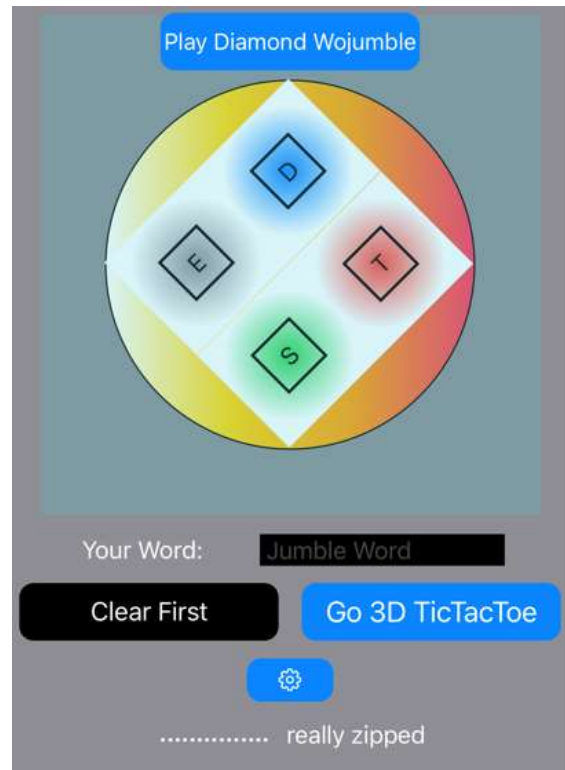 Play Diamond Wojumble
D
E T
S
Your Word: Jumble Word
Clear First Go 3D TicTacToe
............... really zipped